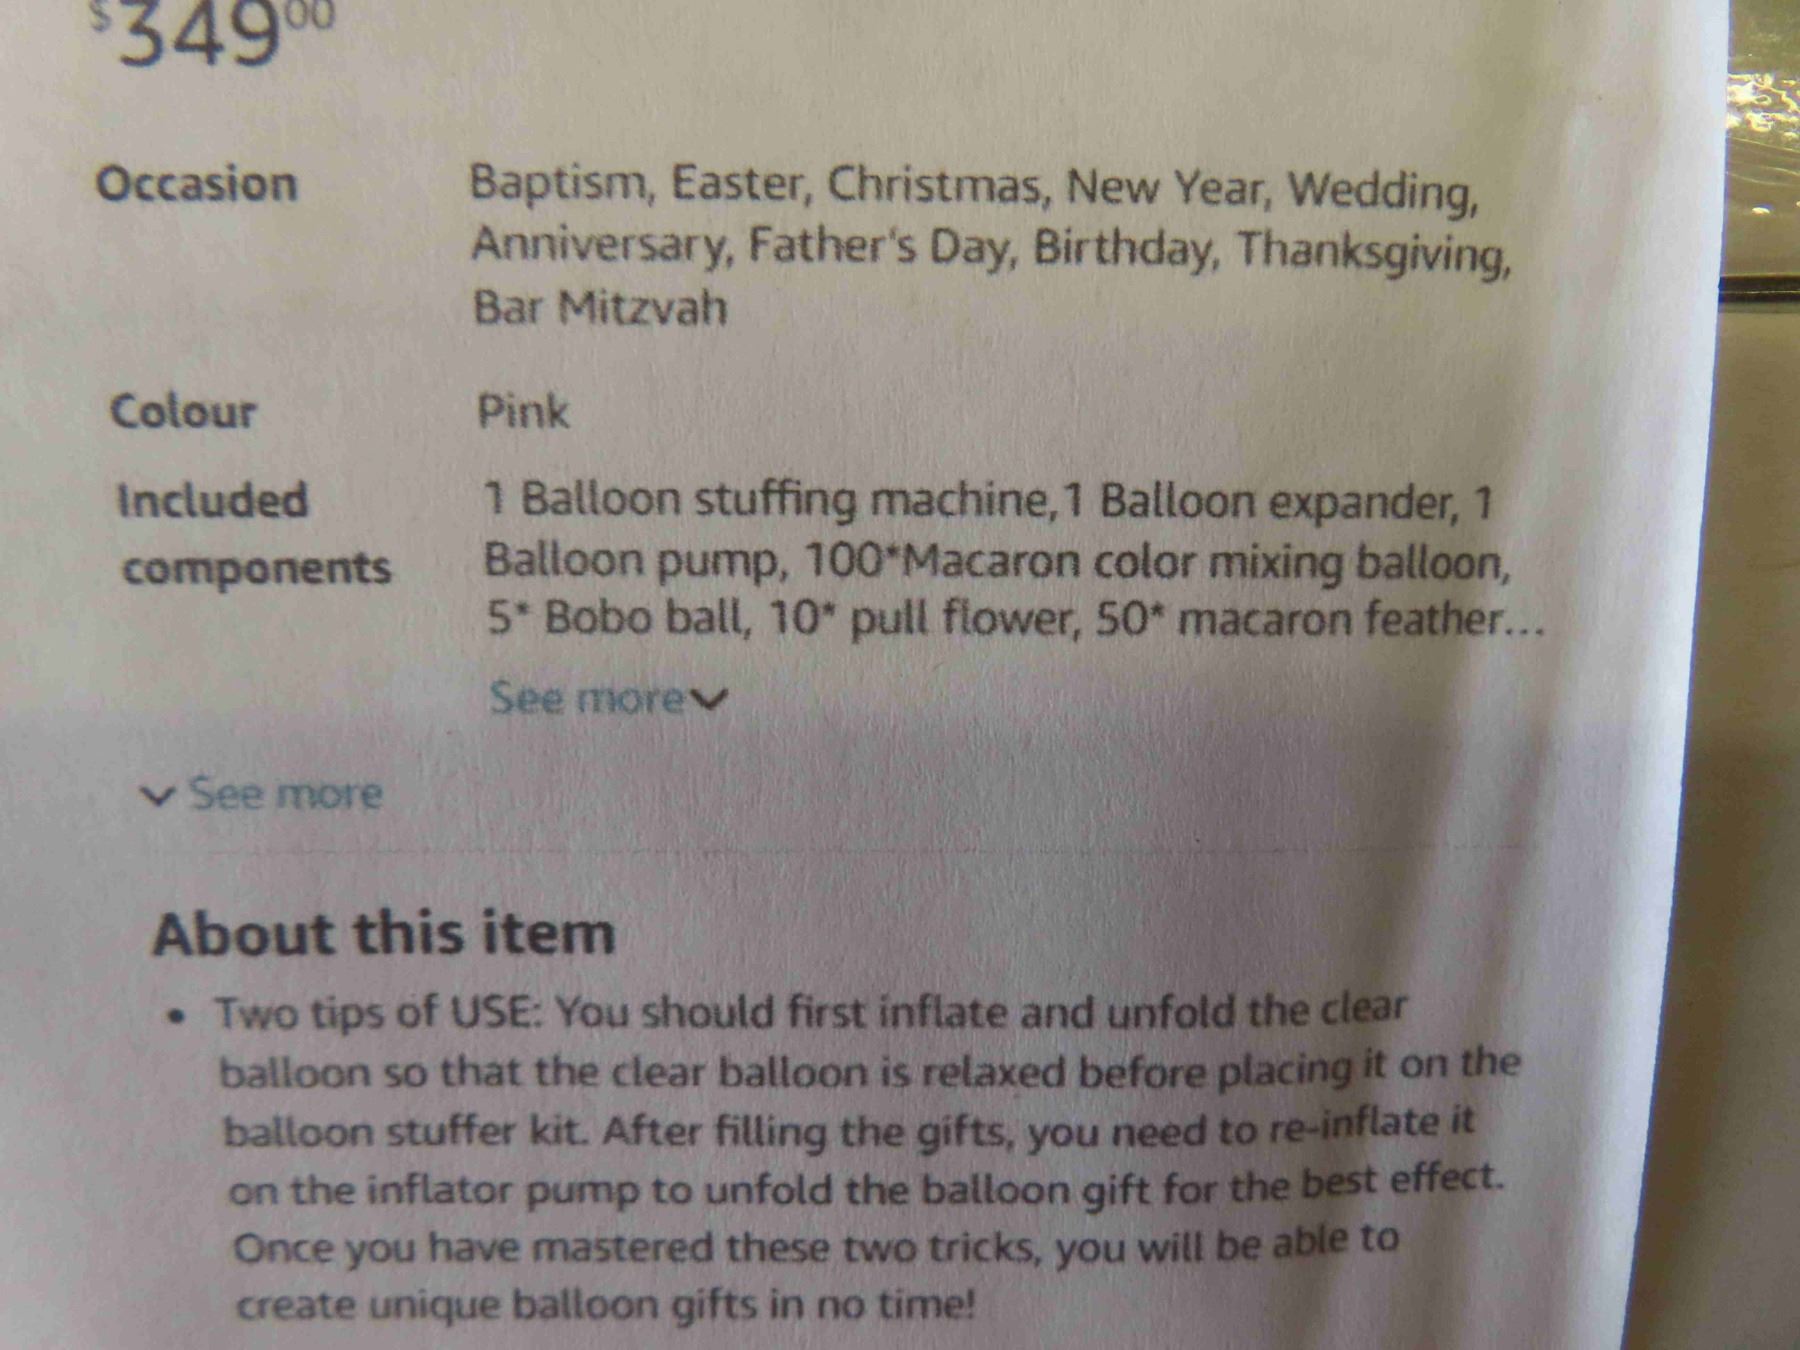 $349⁰⁰
Occasion Baptism, Easter, Christmas, New Year, Wedding,
Anniversary, Father's Day, Birthday, Thanksgiving,
Bar Mitzvah
Colour Pink
Included components 1 Balloon stuffing machine,1 Balloon expander, 1
Balloon pump, 100*Macaron color mixing balloon,
5* Bobo ball, 10* pull flower, 50* macaron feather...
See more
See more
About this item
• Two tips of USE: You should first inflate and unfold the clear
balloon so that the clear balloon is relaxed before placing it on the
balloon stuffer kit. After filling the gifts, you need to re-inflate it
on the inflator pump to unfold the balloon gift for the best effect.
Once you have mastered these two tricks, you will be able to
create unique balloon gifts in no time!